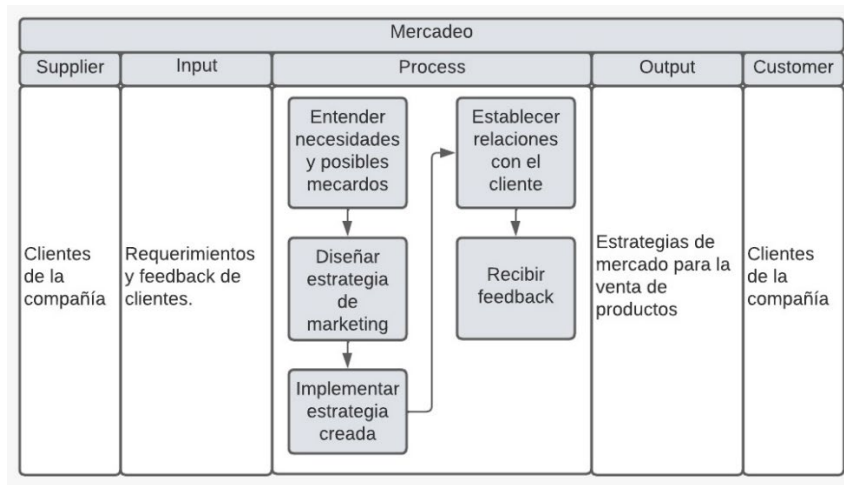 Mercadeo
Supplier
Input
Process
Output
Customer
Clientes
de la
compañía
Requerimientos
y feedback de
clientes.
Entender
necesidades
y posibles
mecardos
Diseñar
estrategia
de
marketing
Implementar
estrategia
creada
Establecer
relaciones
con el
cliente
Recibir
feedback
Estrategias de
mercado para la
venta de
productos
Clientes
de la
compañía